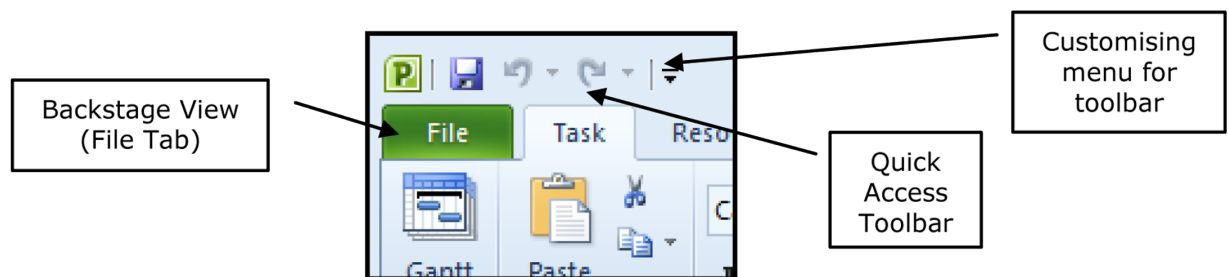 Customising
menu for
toolbar
Backstage View
(File Tab)
P
File
Task
Reso
Quick
Access
Toolbar
Gantt
Paste